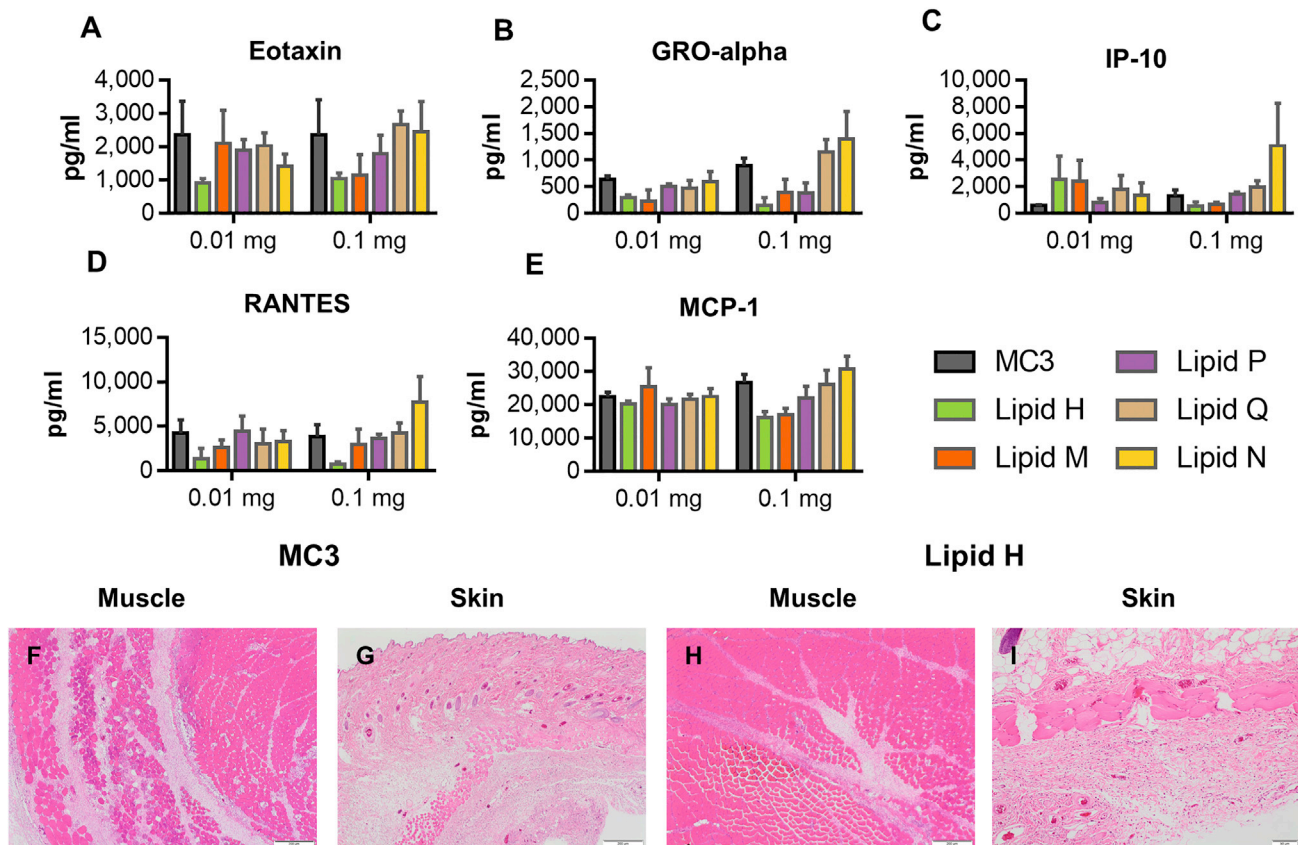 A
Eotaxin
pg/ml
4,000
3,000
2,000
1,000
0
0.01 mg
0.1 mg
B
GRO-alpha
pg/ml
2,500
2,000
1,500
1,000
500
0
0.01 mg
0.1 mg
C
IP-10
pg/ml
10,000
8,000
6,000
4,000
2,000
0
0.01 mg
0.1 mg
D
RANTES
pg/ml
15,000
10,000
5,000
0
0.01 mg
0.1 mg
E
MCP-1
pg/ml
40,000
30,000
20,000
10,000
0
0.01 mg
0.1 mg
MC3
Lipid P
Lipid H
Lipid Q
Lipid M
Lipid N
MC3
Lipid H
Muscle
Skin
Muscle
Skin
F
G
H
I